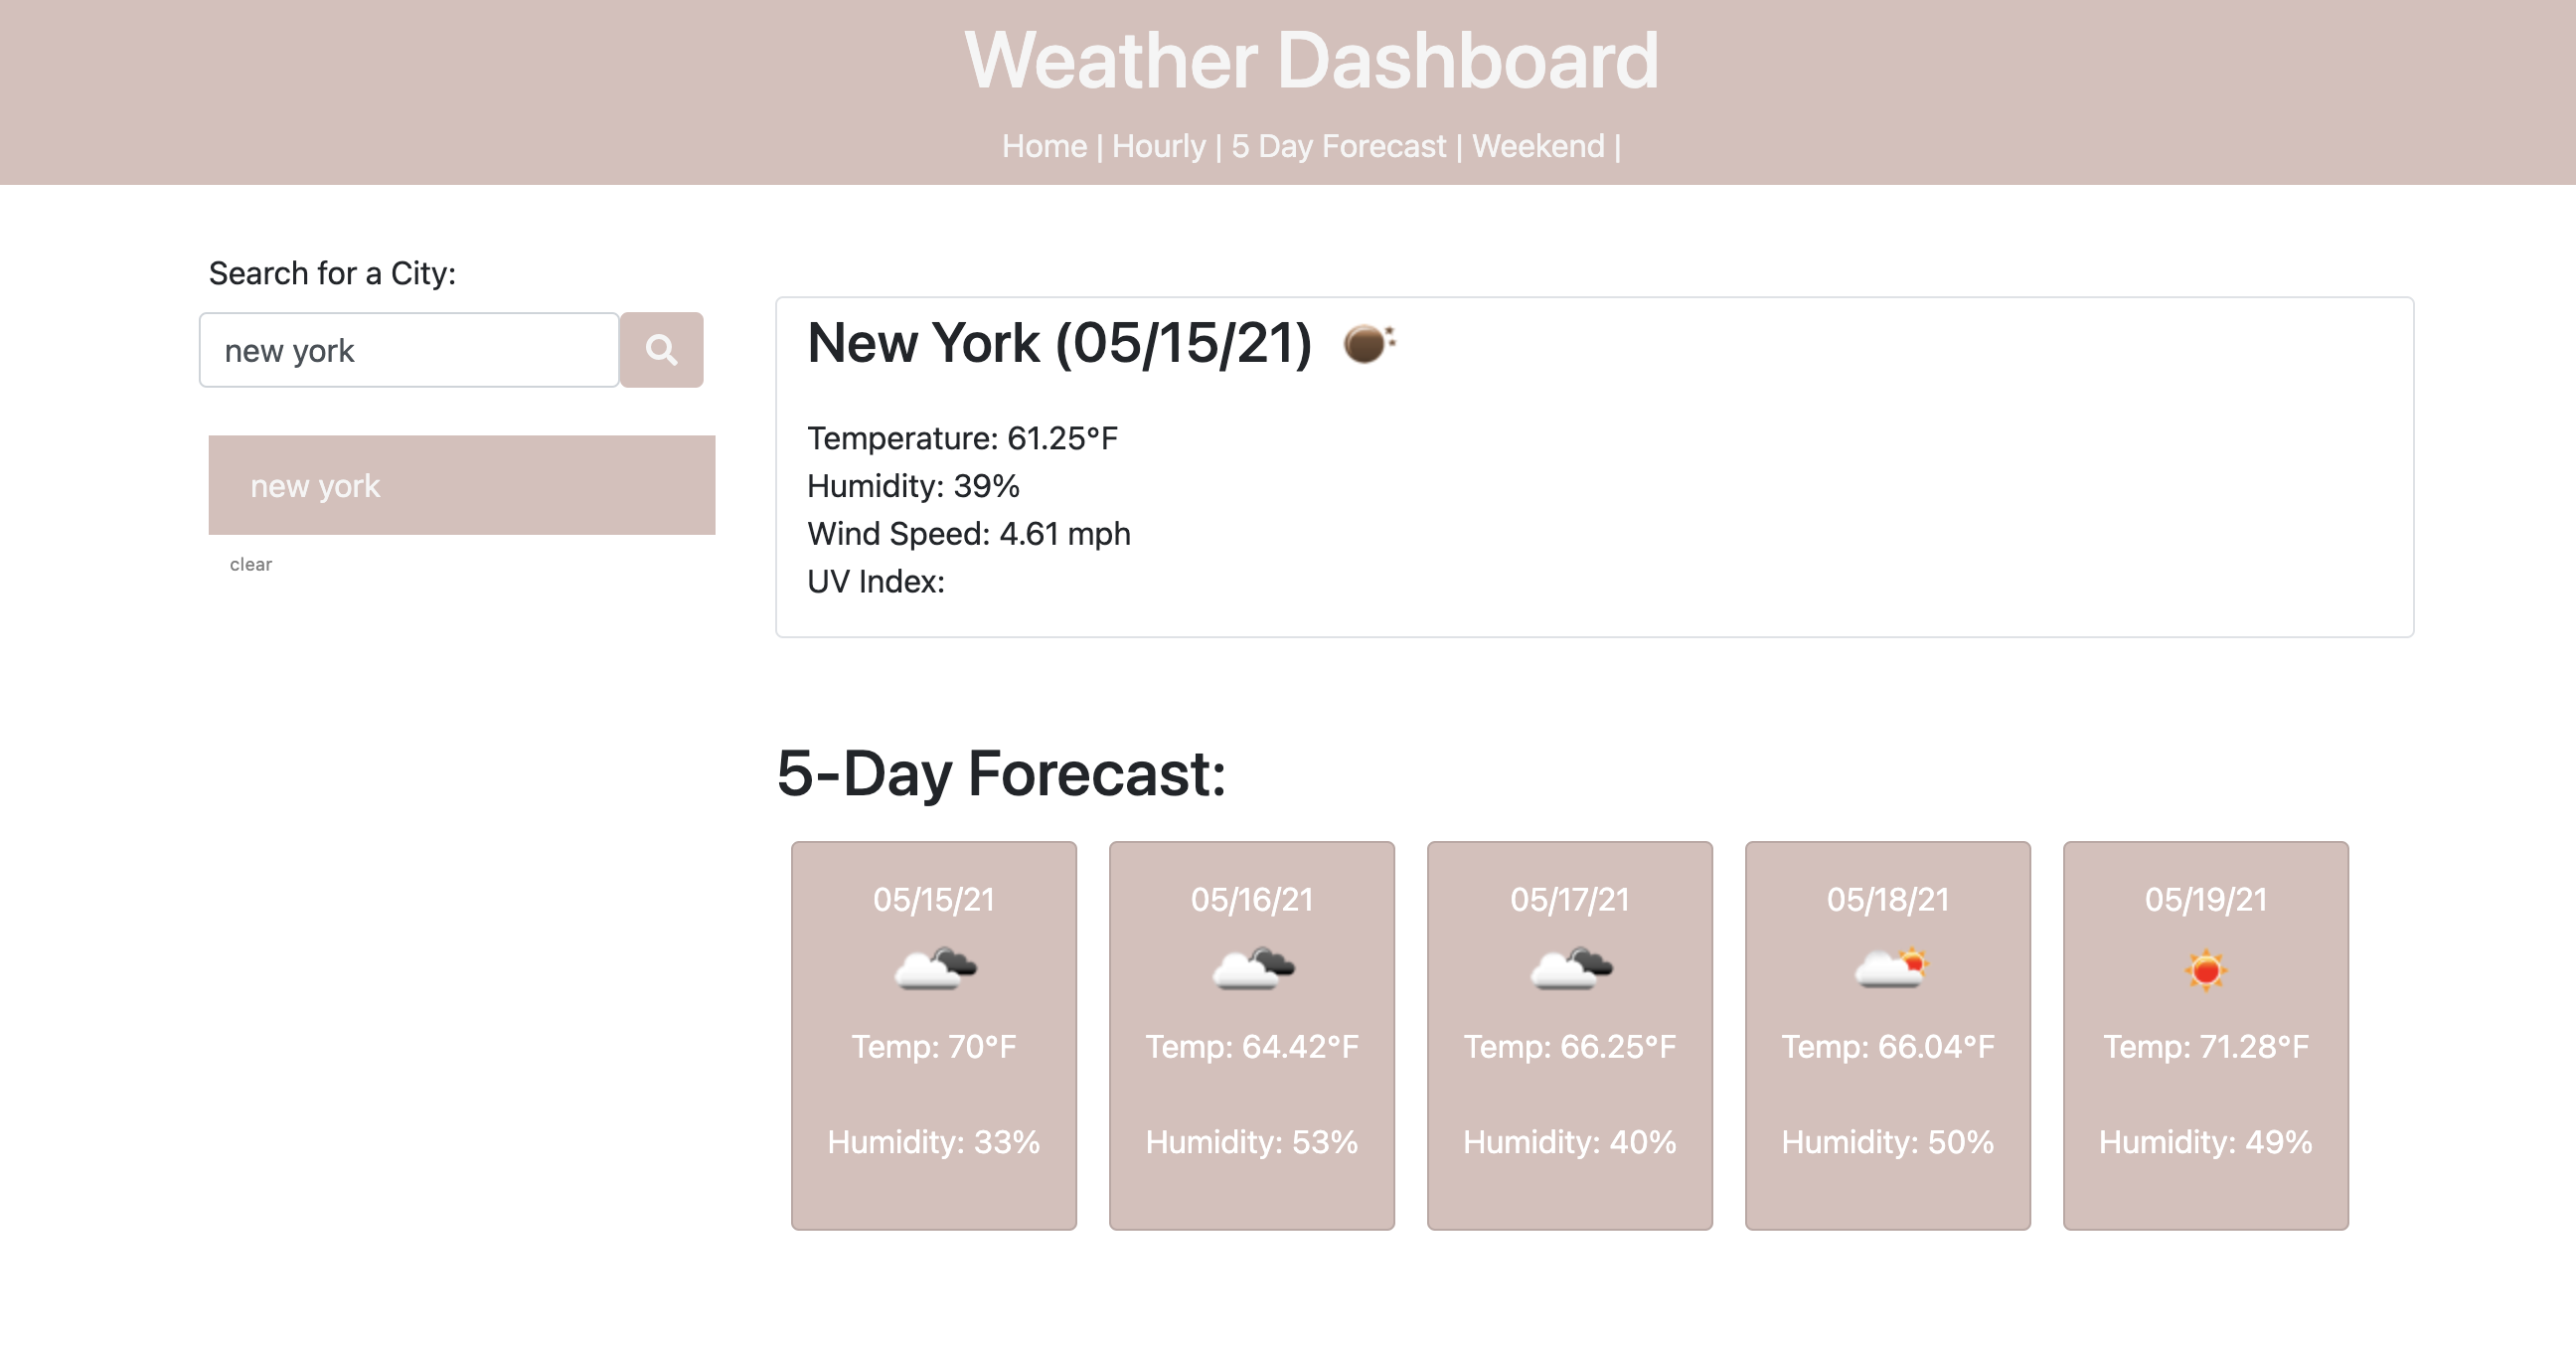 Weather Dashboard
Home | Hourly | 5 Day Forecast | Weekend |
Search for a City:
new york
new york
clear
New York (05/15/21)
Temperature: 61.25°F
Humidity: 39%
Wind Speed: 4.61 mph
UV Index:
5-Day Forecast:
05/15/21
Temp: 70°F
Humidity: 33%
05/16/21
Temp: 64.42°F
Humidity: 53%
05/17/21
Temp: 66.25°F
Humidity: 40%
05/18/21
Temp: 66.04°F
Humidity: 50%
05/19/21
Temp: 71.28°F
Humidity: 49%